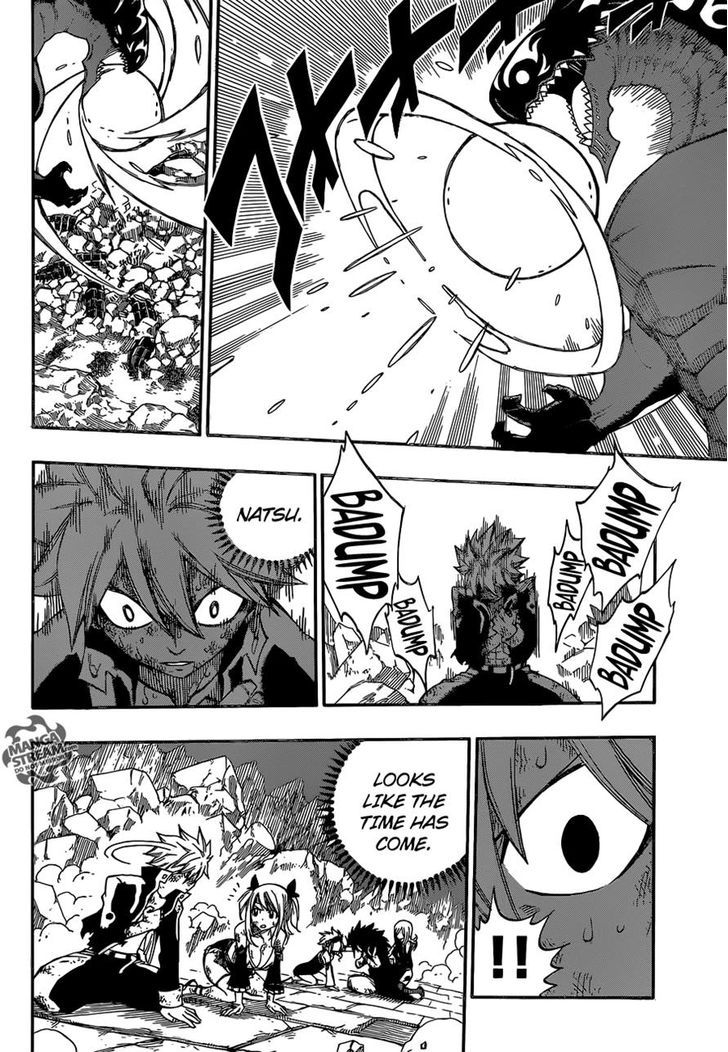 BADUMP
BADUMP
BADUMP
BADUMP
BADUMP
NATSU.
!!
LOOKS
LIKE THE
TIME HAS
COME.
MANGA
STREAM